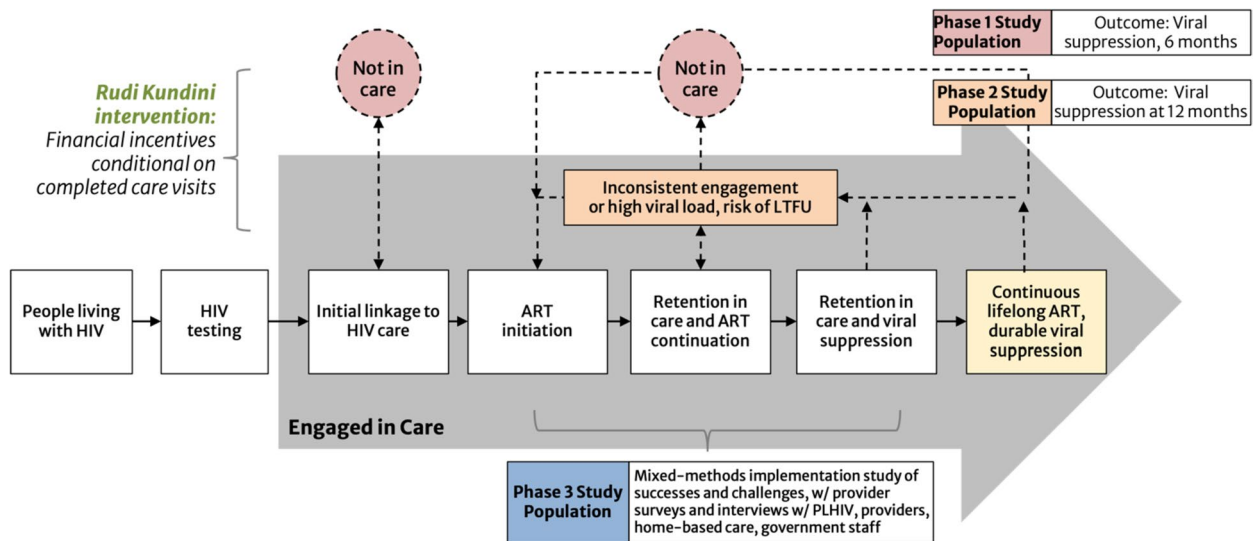 Phase 1 Study
Population
Outcome: Viral
suppression, 6 months
Phase 2 Study
Population
Outcome: Viral
suppression at 12 months
Rudi Kundini
intervention:
Financial incentives
conditional on
completed care visits
Not in
care
Not in
care
Inconsistent engagement
or high viral load, risk of LTFU
People living
with HIV
HIV
testing
Initial linkage to
HIV care
ART
initiation
Retention in
care and ART
continuation
Retention in
care and viral
suppression
Continuous
lifelong ART,
durable viral
suppression
Engaged in Care
Phase 3 Study
Population
Mixed-methods implementation study of
successes and challenges, w/ provider
surveys and interviews w/ PLHIV, providers,
home-based care, government staff